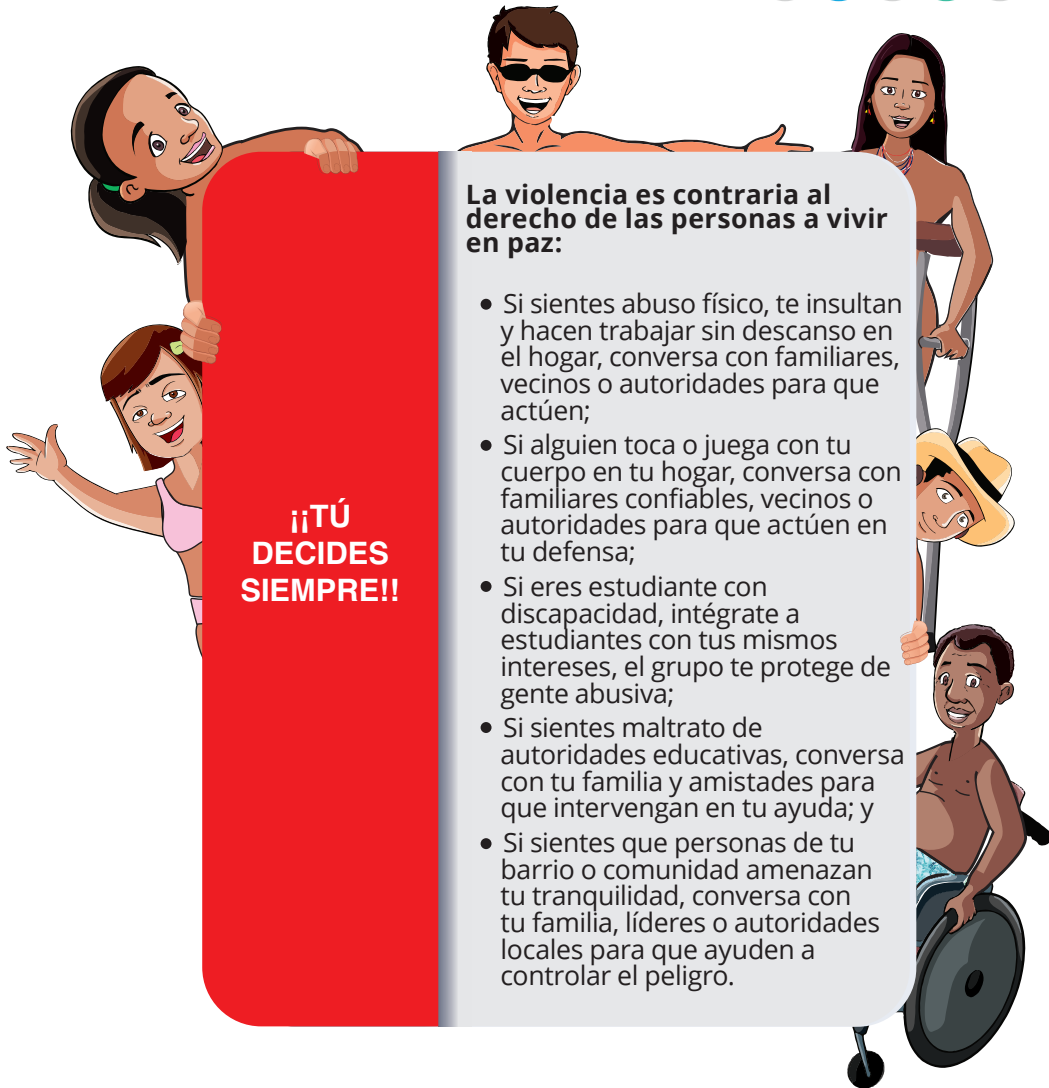 ¡¡TÚ
DECIDES
SIEMPRE!!
La violencia es contraria al
derecho de las personas a vivir
en paz:
• Si sientes abuso físico, te insultan
y hacen trabajar sin descanso en
el hogar, conversa con familiares,
vecinos o autoridades para que
actúen;
• Si alguien toca o juega con tu
cuerpo en tu hogar, conversa con
familiares confiables, vecinos o
autoridades para que actúen en
tu defensa;
• Si eres estudiante con
discapacidad, intégrate a
estudiantes con tus mismos
intereses, el grupo te protege de
gente abusiva;
• Si sientes maltrato de
autoridades educativas, conversa
con tu familia y amistades para
que intervengan en tu ayuda; y
• Si sientes que personas de tu
barrio o comunidad amenazan
tu tranquilidad, conversa con
tu familia, líderes o autoridades
locales para que ayuden a
controlar el peligro.